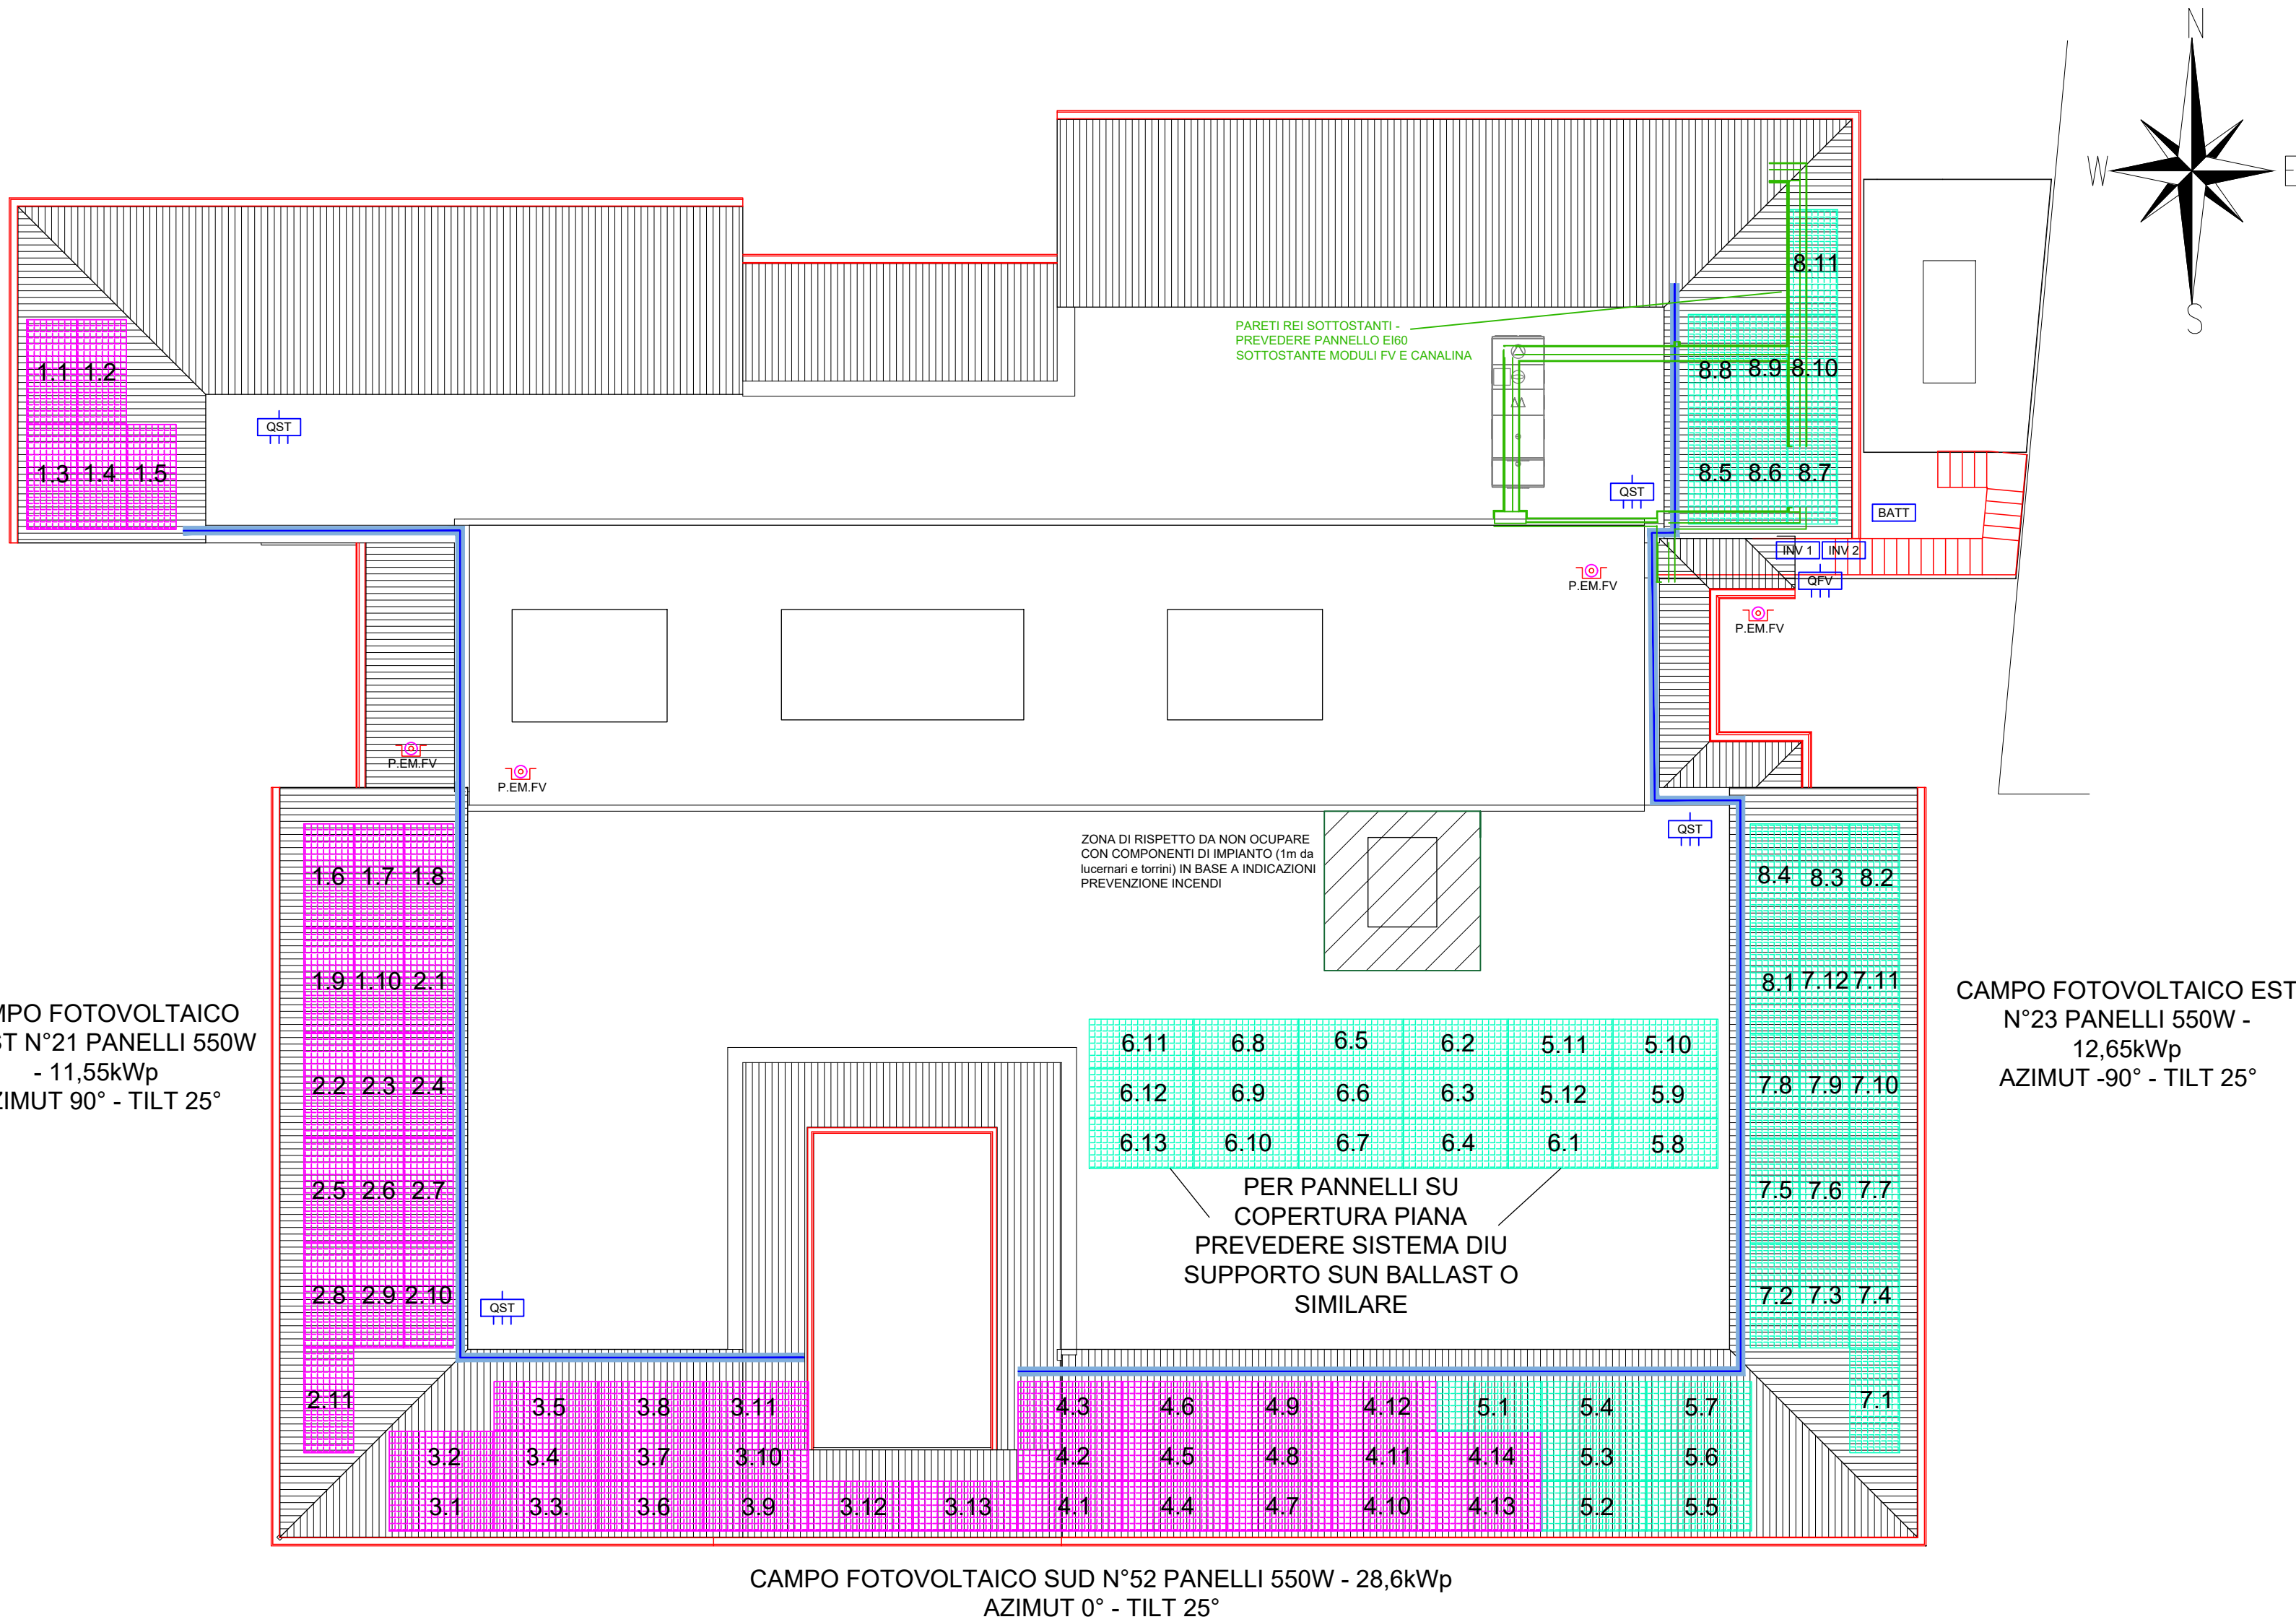 N
W
E
S
8.11
PARETI REI SOTTOSTANTI -
PREVEDERE PANNELLO EI60
SOTTOSTANTE MODULI FV E CANALINA
1.1 1.2
8.8 8.9 8.10
QST
1.3 1.4 1.5
8.5 8.6 8.7
QST
BATT
INV 1 INV 2
QFV
P.EM.FV
P.EM.FV
P.EM.FV
P.EM.FV
QST
ZONA DI RISPETTO DA NON OCUPARE
CON COMPONENTI DI IMPIANTO (1m da
lucernari e torrini) IN BASE A INDICAZIONI
PREVENZIONE INCENDI
1.6 1.7 1.8
8.4 8.3 8.2
1.9 1.10 2.1
8.1 7.12 7.11
MPO FOTOVOLTAICO
ST N°21 PANELLI 550W
- 11,55kWp
ZIMUT 90° - TILT 25°
CAMPO FOTOVOLTAICO EST
N°23 PANELLI 550W -
12,65kWp
AZIMUT -90° - TILT 25°
6.11 6.8 6.5 6.2 5.11 5.10
6.12 6.9 6.6 6.3 5.12 5.9
6.13 6.10 6.7 6.4 6.1 5.8
2.2 2.3 2.4
7.8 7.9 7.10
2.5 2.6 2.7
7.5 7.6 7.7
PER PANNELLI SU
COPERTURA PIANA
PREVEDERE SISTEMA DIU
SUPPORTO SUN BALLAST O
SIMILARE
2.8 2.9 2.10
7.2 7.3 7.4
QST
2.11
7.1
3.5 3.8 3.11 4.3 4.6 4.9 4.12 5.1 5.4 5.7
3.2 3.4 3.7 3.10 4.2 4.5 4.8 4.11 4.14 5.3 5.6
3.1 3.3. 3.6 3.9 3.12 3.13 4.1 4.4 4.7 4.10 4.13 5.2 5.5
CAMPO FOTOVOLTAICO SUD N°52 PANELLI 550W - 28,6kWp
AZIMUT 0° - TILT 25°